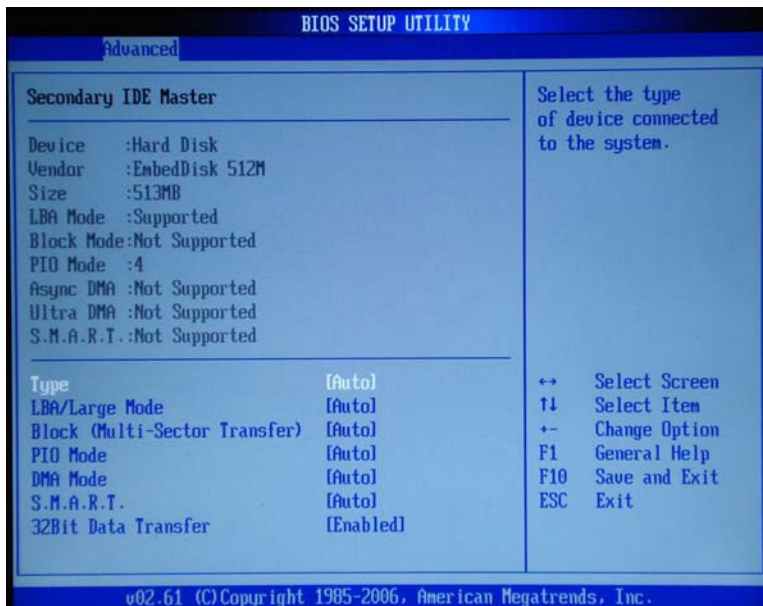 BIOS SETUP UTILITY
Advanced
Secondary IDE Master
Device :Hard Disk
Vendor :EmbedDisk 512M
Size :513MB
LBA Mode :Supported
Block Mode:Not Supported
PIO Mode :4
Async DMA :Not Supported
Ultra DMA :Not Supported
S.M.A.R.T.:Not Supported
Type [Auto]
LBA/Large Mode [Auto]
Block (Multi-Sector Transfer) [Auto]
PIO Mode [Auto]
DMA Mode [Auto]
S.M.A.R.T. [Auto]
32Bit Data Transfer [Enabled]
Select the type
of device connected
to the system.
↔ Select Screen
↑↓ Select Item
+- Change Option
F1 General Help
F10 Save and Exit
ESC Exit
v02.61 (C)Copyright 1985-2006, American Megatrends, Inc.